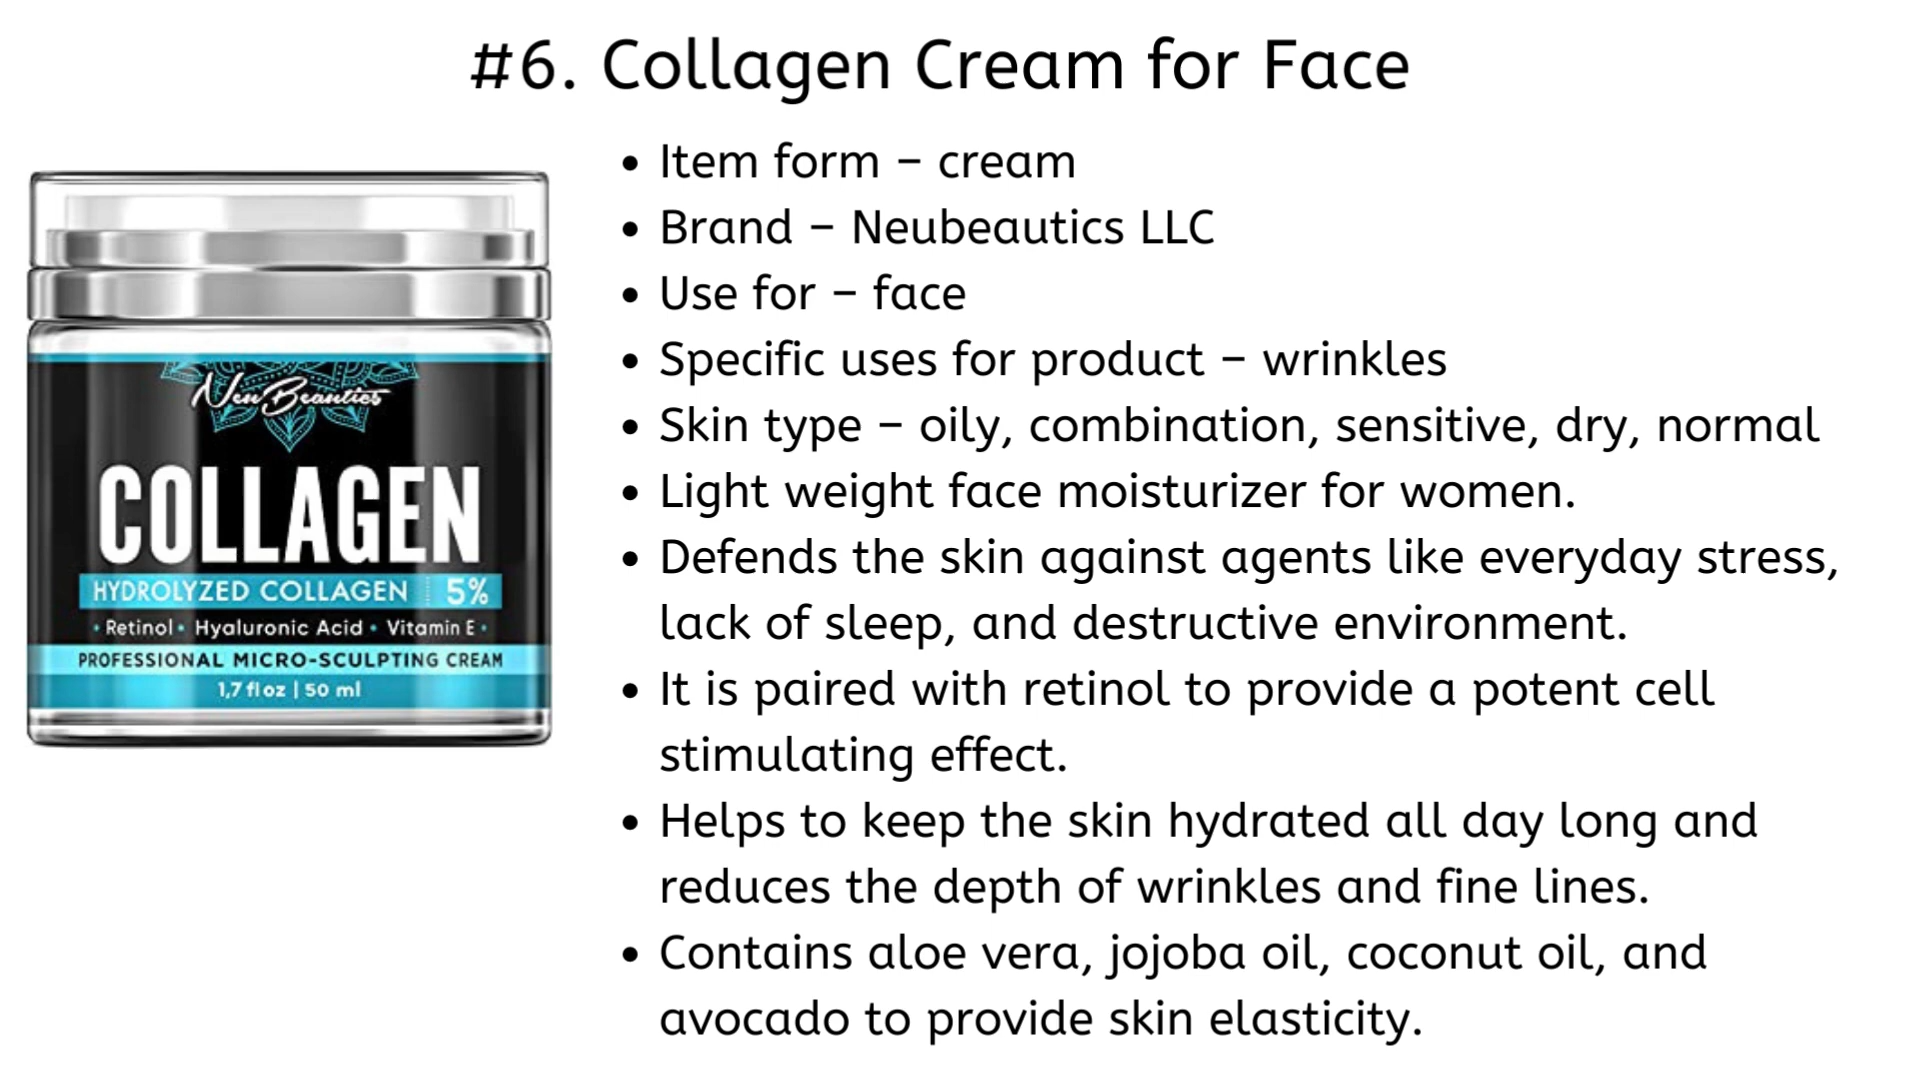 #6. Collagen Cream for Face
• Item form – cream
• Brand – Neubeautics LLC
• Use for – face
• Specific uses for product – wrinkles
• Skin type – oily, combination, sensitive, dry, normal
• Light weight face moisturizer for women.
• Defends the skin against agents like everyday stress,
lack of sleep, and destructive environment.
• It is paired with retinol to provide a potent cell
stimulating effect.
• Helps to keep the skin hydrated all day long and
reduces the depth of wrinkles and fine lines.
• Contains aloe vera, jojoba oil, coconut oil, and
avocado to provide skin elasticity.
NeuBeauties
COLLAGEN
HYDROLYZED COLLAGEN 5%
• Retinol • Hyaluronic Acid • Vitamin E •
PROFESSIONAL MICRO-SCULPTING CREAM
1,7 fl oz | 50 ml